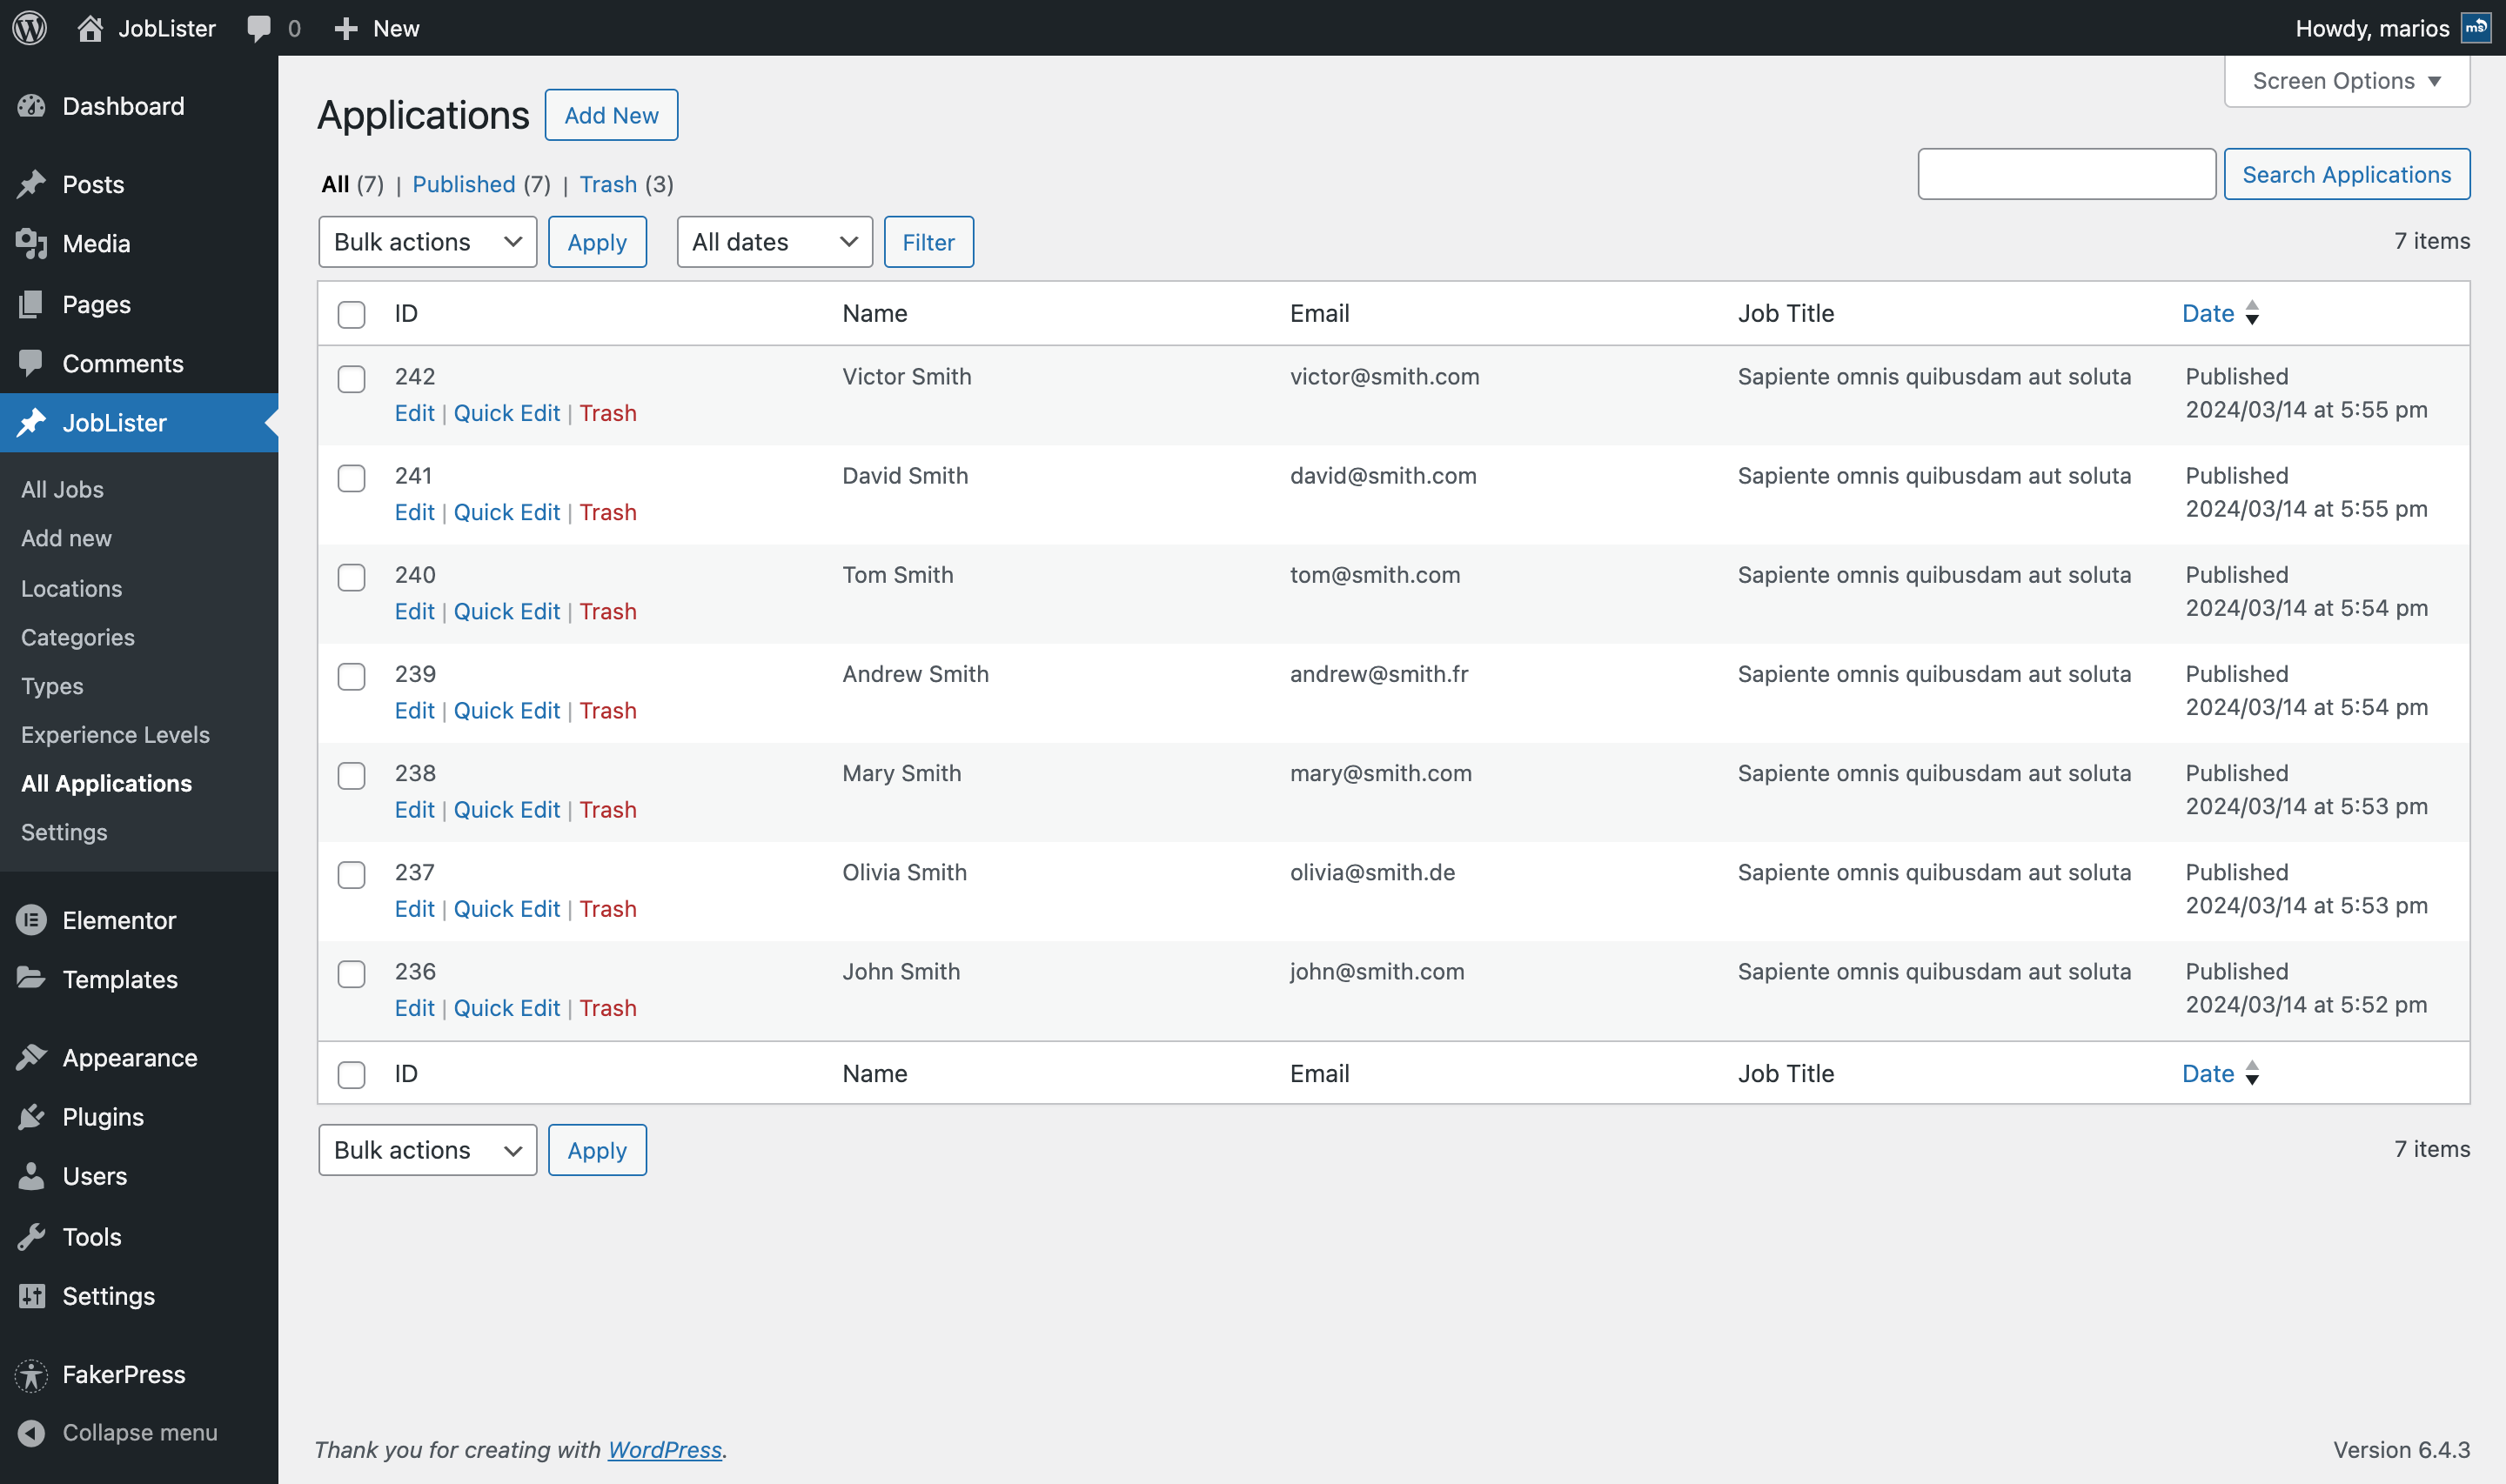 JobLister 0 New Howdy, marios
Screen Options ▼
Dashboard
Posts
Media
Pages
Comments
JobLister
All Jobs
Add new
Locations
Categories
Types
Experience Levels
All Applications
Settings
Elementor
Templates
Appearance
Plugins
Users
Tools
Settings
FakerPress
Collapse menu
Applications Add New
All (7) | Published (7) | Trash (3)
Search Applications
Bulk actions Apply All dates Filter 7 items
ID Name Email Job Title Date
242 Victor Smith victor@smith.com Sapiente omnis quibusdam aut soluta Published
Edit | Quick Edit | Trash 2024/03/14 at 5:55 pm
241 David Smith david@smith.com Sapiente omnis quibusdam aut soluta Published
Edit | Quick Edit | Trash 2024/03/14 at 5:55 pm
240 Tom Smith tom@smith.com Sapiente omnis quibusdam aut soluta Published
Edit | Quick Edit | Trash 2024/03/14 at 5:54 pm
239 Andrew Smith andrew@smith.fr Sapiente omnis quibusdam aut soluta Published
Edit | Quick Edit | Trash 2024/03/14 at 5:54 pm
238 Mary Smith mary@smith.com Sapiente omnis quibusdam aut soluta Published
Edit | Quick Edit | Trash 2024/03/14 at 5:53 pm
237 Olivia Smith olivia@smith.de Sapiente omnis quibusdam aut soluta Published
Edit | Quick Edit | Trash 2024/03/14 at 5:53 pm
236 John Smith john@smith.com Sapiente omnis quibusdam aut soluta Published
Edit | Quick Edit | Trash 2024/03/14 at 5:52 pm
ID Name Email Job Title Date
Bulk actions Apply 7 items
Thank you for creating with WordPress. Version 6.4.3